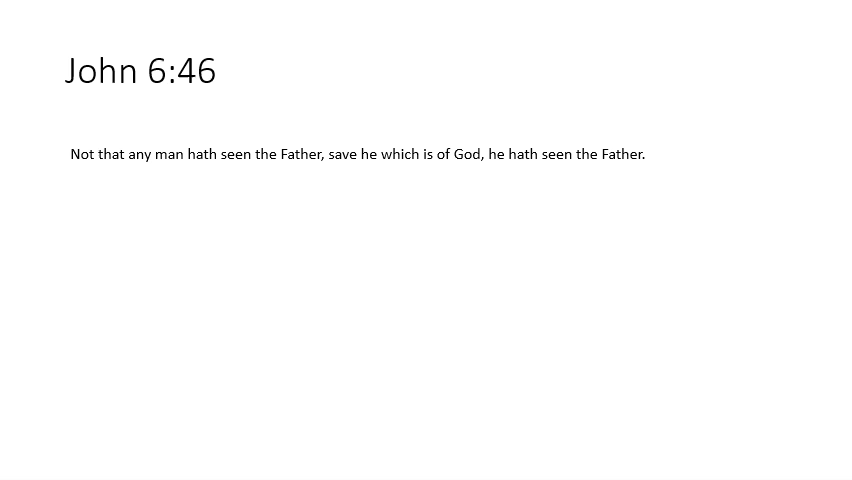 John 6:46
Not that any man hath seen the Father, save he which is of God, he hath seen the Father.